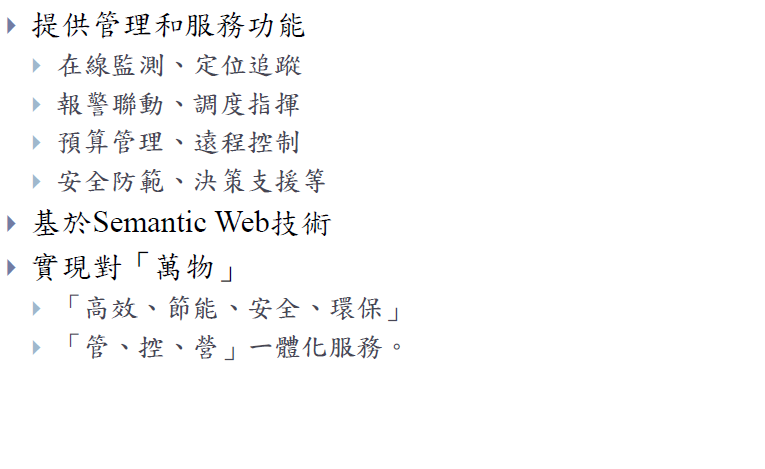 提供管理和服務功能
在線監測、定位追蹤
報警聯動、調度指揮
預算管理、遠程控制
安全防範、決策支援等
基於Semantic Web技術
實現對「萬物」
「高效、節能、安全、環保」
「管、控、營」一體化服務。